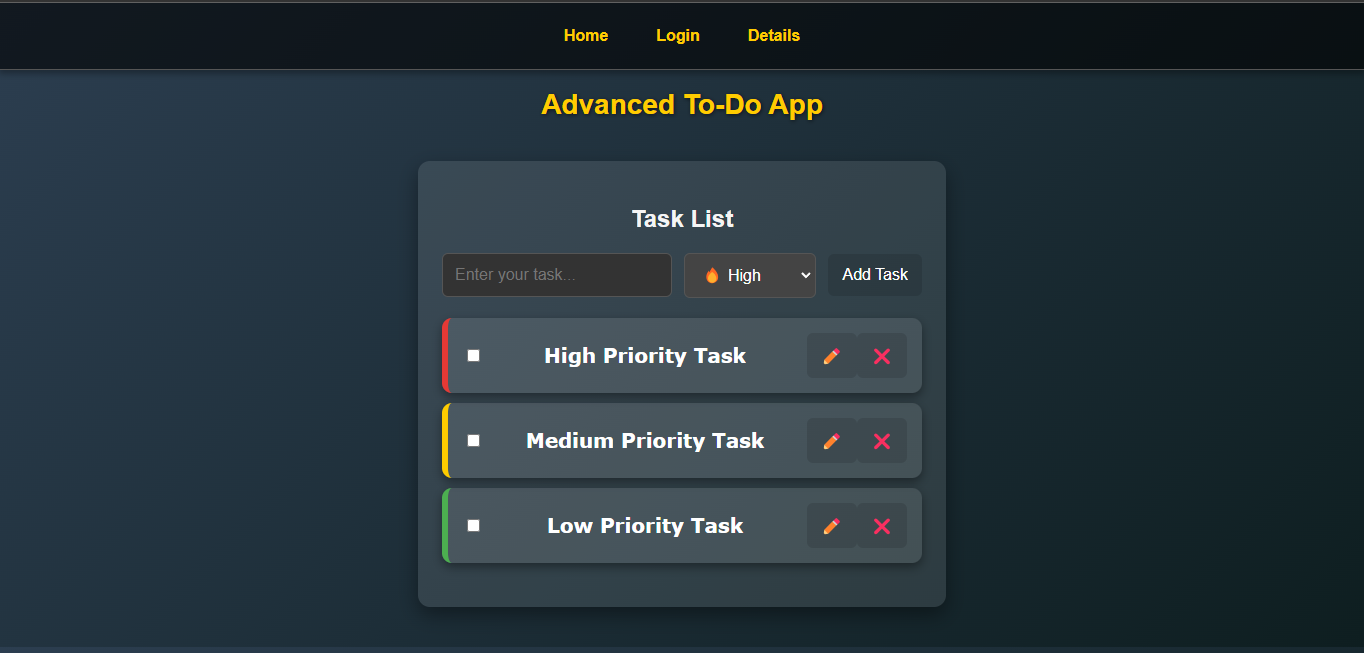 Home Login Details
Advanced To-Do App
Task List
Enter your task... 🔥 High Add Task
High Priority Task
Medium Priority Task
Low Priority Task